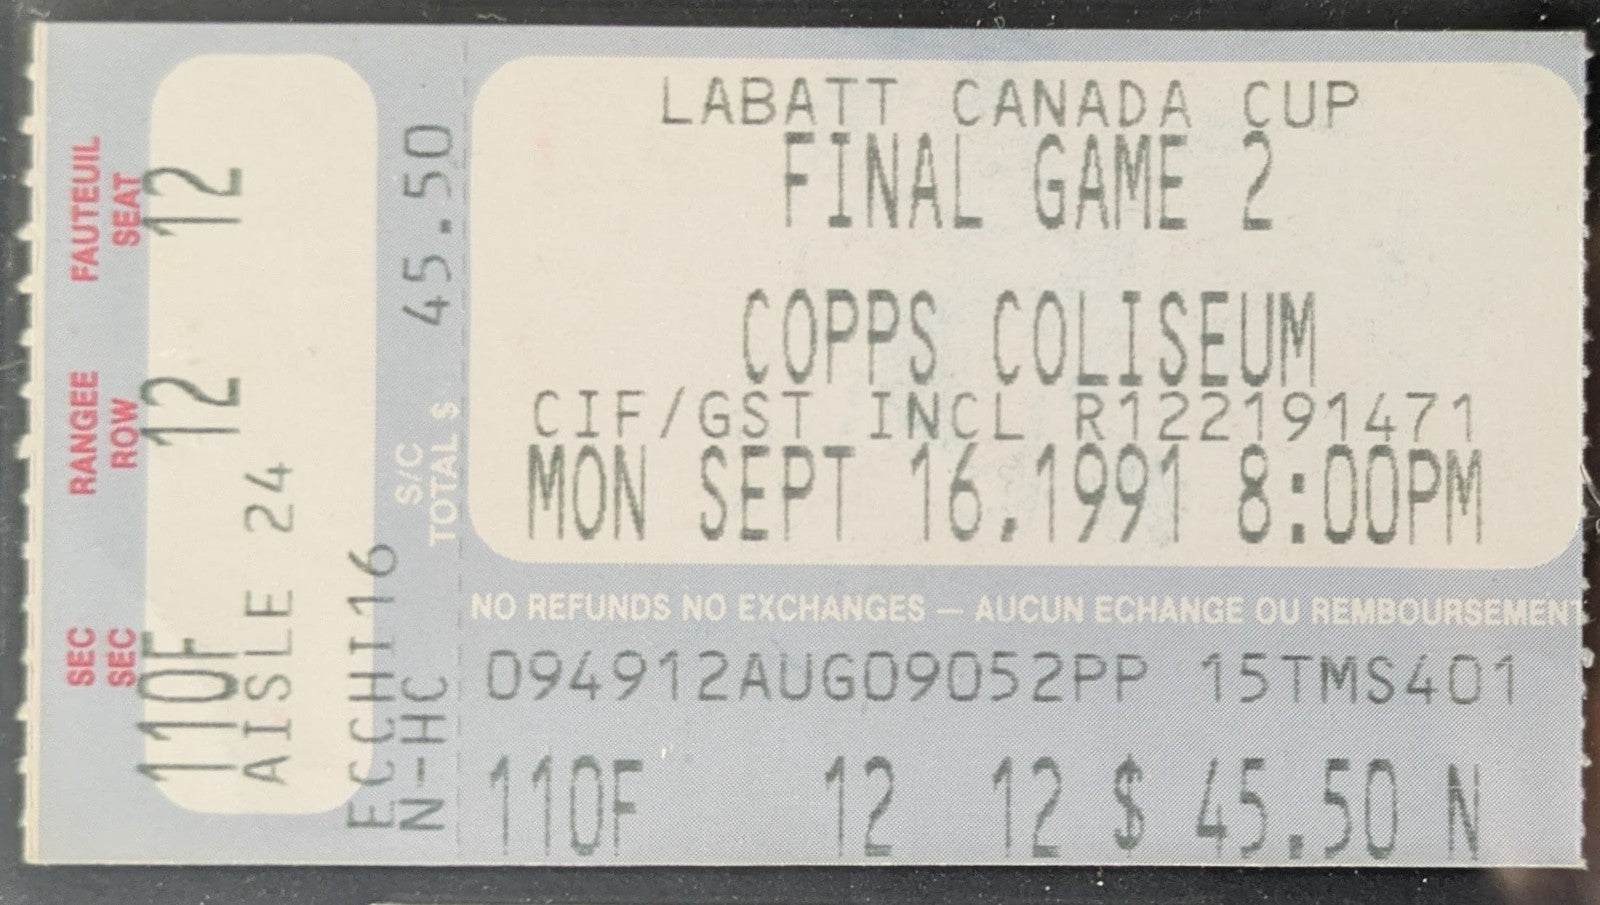 FAUTEUIL
SEAT
12
RANGEE
ROW
12
SEC
SEC
110F
AISLE 24
ECCHI16
N-HC
S/C
TOTAL $
45.50
LABATT CANADA CUP
FINAL GAME 2
COPPS COLISEUM
CIF/GST INCL R122191471
MON SEPT 16,1991 8:00PM
NO REFUNDS NO EXCHANGES — AUCUN ECHANGE OU REMBOURSEMENT
094912AUG09052PP 15TMS401
110F 12 12 $ 45.50 N